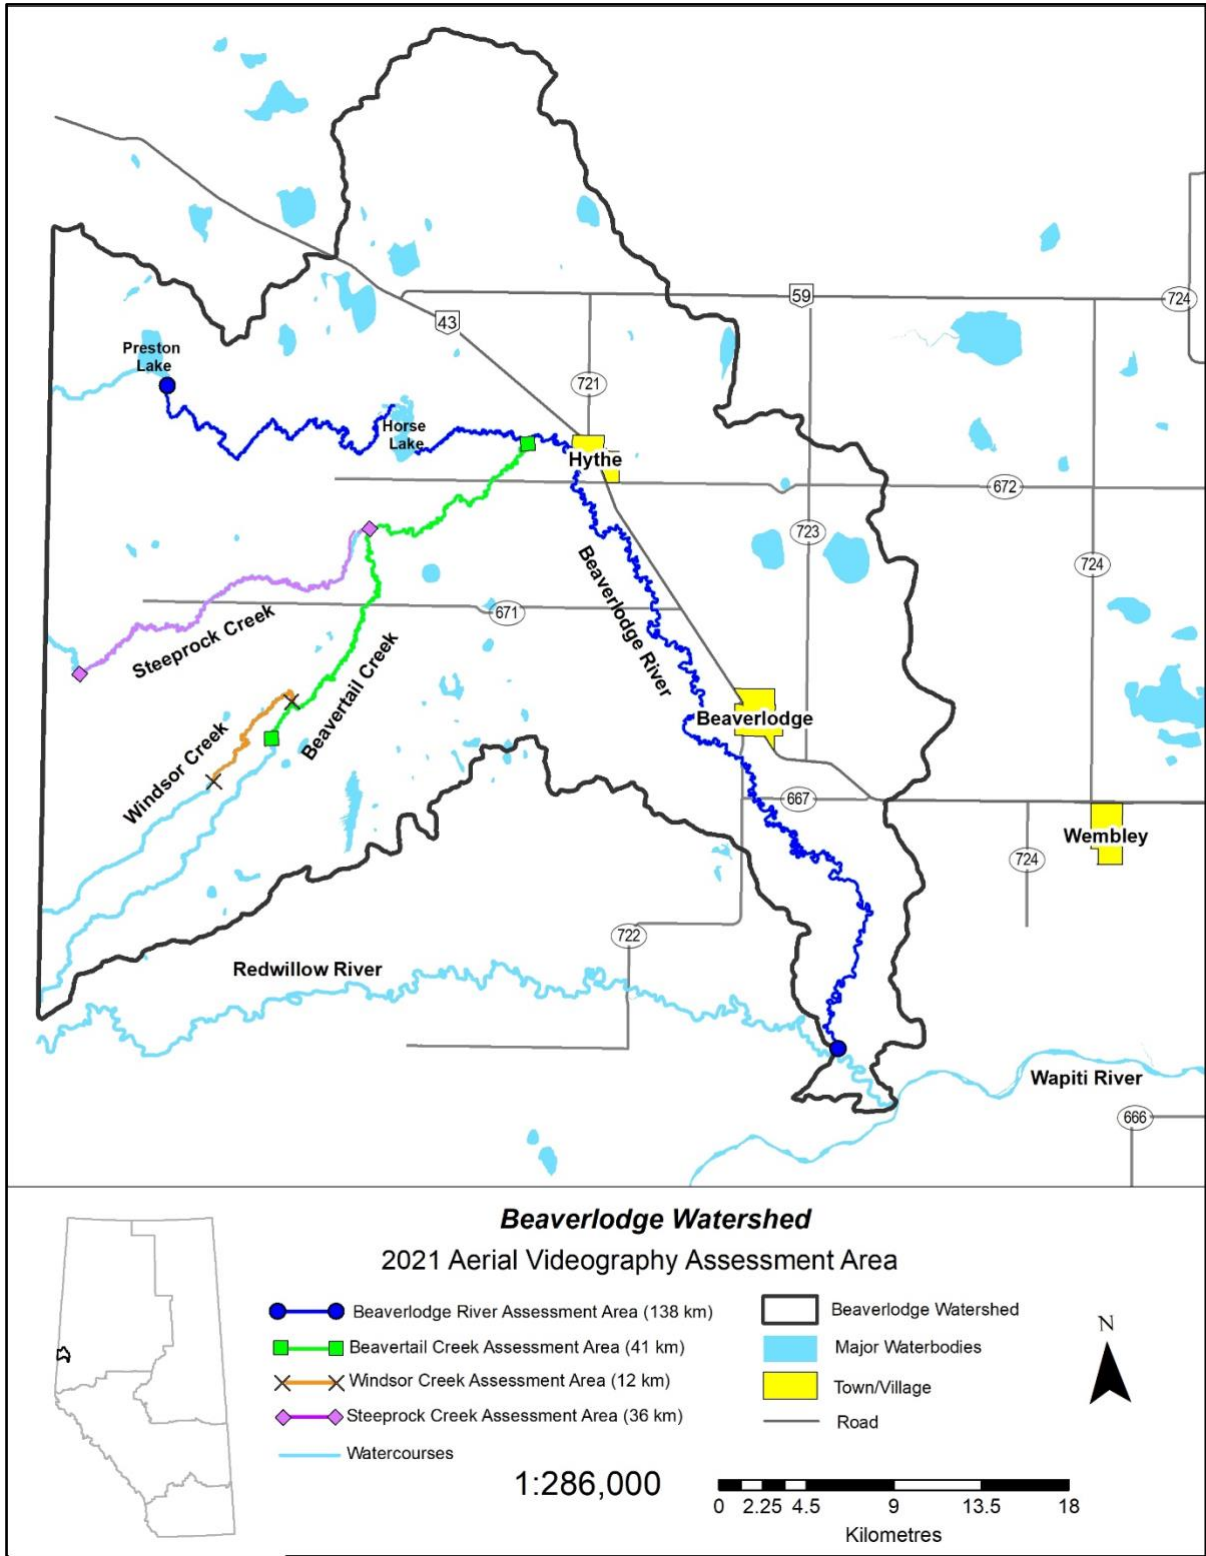 59
724
43
Preston
Lake
721
Horse
Lake
Hythe
672
723
724
Beaverlodge River
671
Steeprock Creek
Beavertail Creek
Windsor Creek
Beaverlodge
667
Wembley
724
722
Redwillow River
Wapiti River
666
Beaverlodge Watershed
2021 Aerial Videography Assessment Area
Beaverlodge River Assessment Area (138 km)
Beavertail Creek Assessment Area (41 km)
Windsor Creek Assessment Area (12 km)
Steeprock Creek Assessment Area (36 km)
Watercourses
Beaverlodge Watershed
Major Waterbodies
Town/Village
Road
N
1:286,000
0 2.25 4.5 9 13.5 18
Kilometres